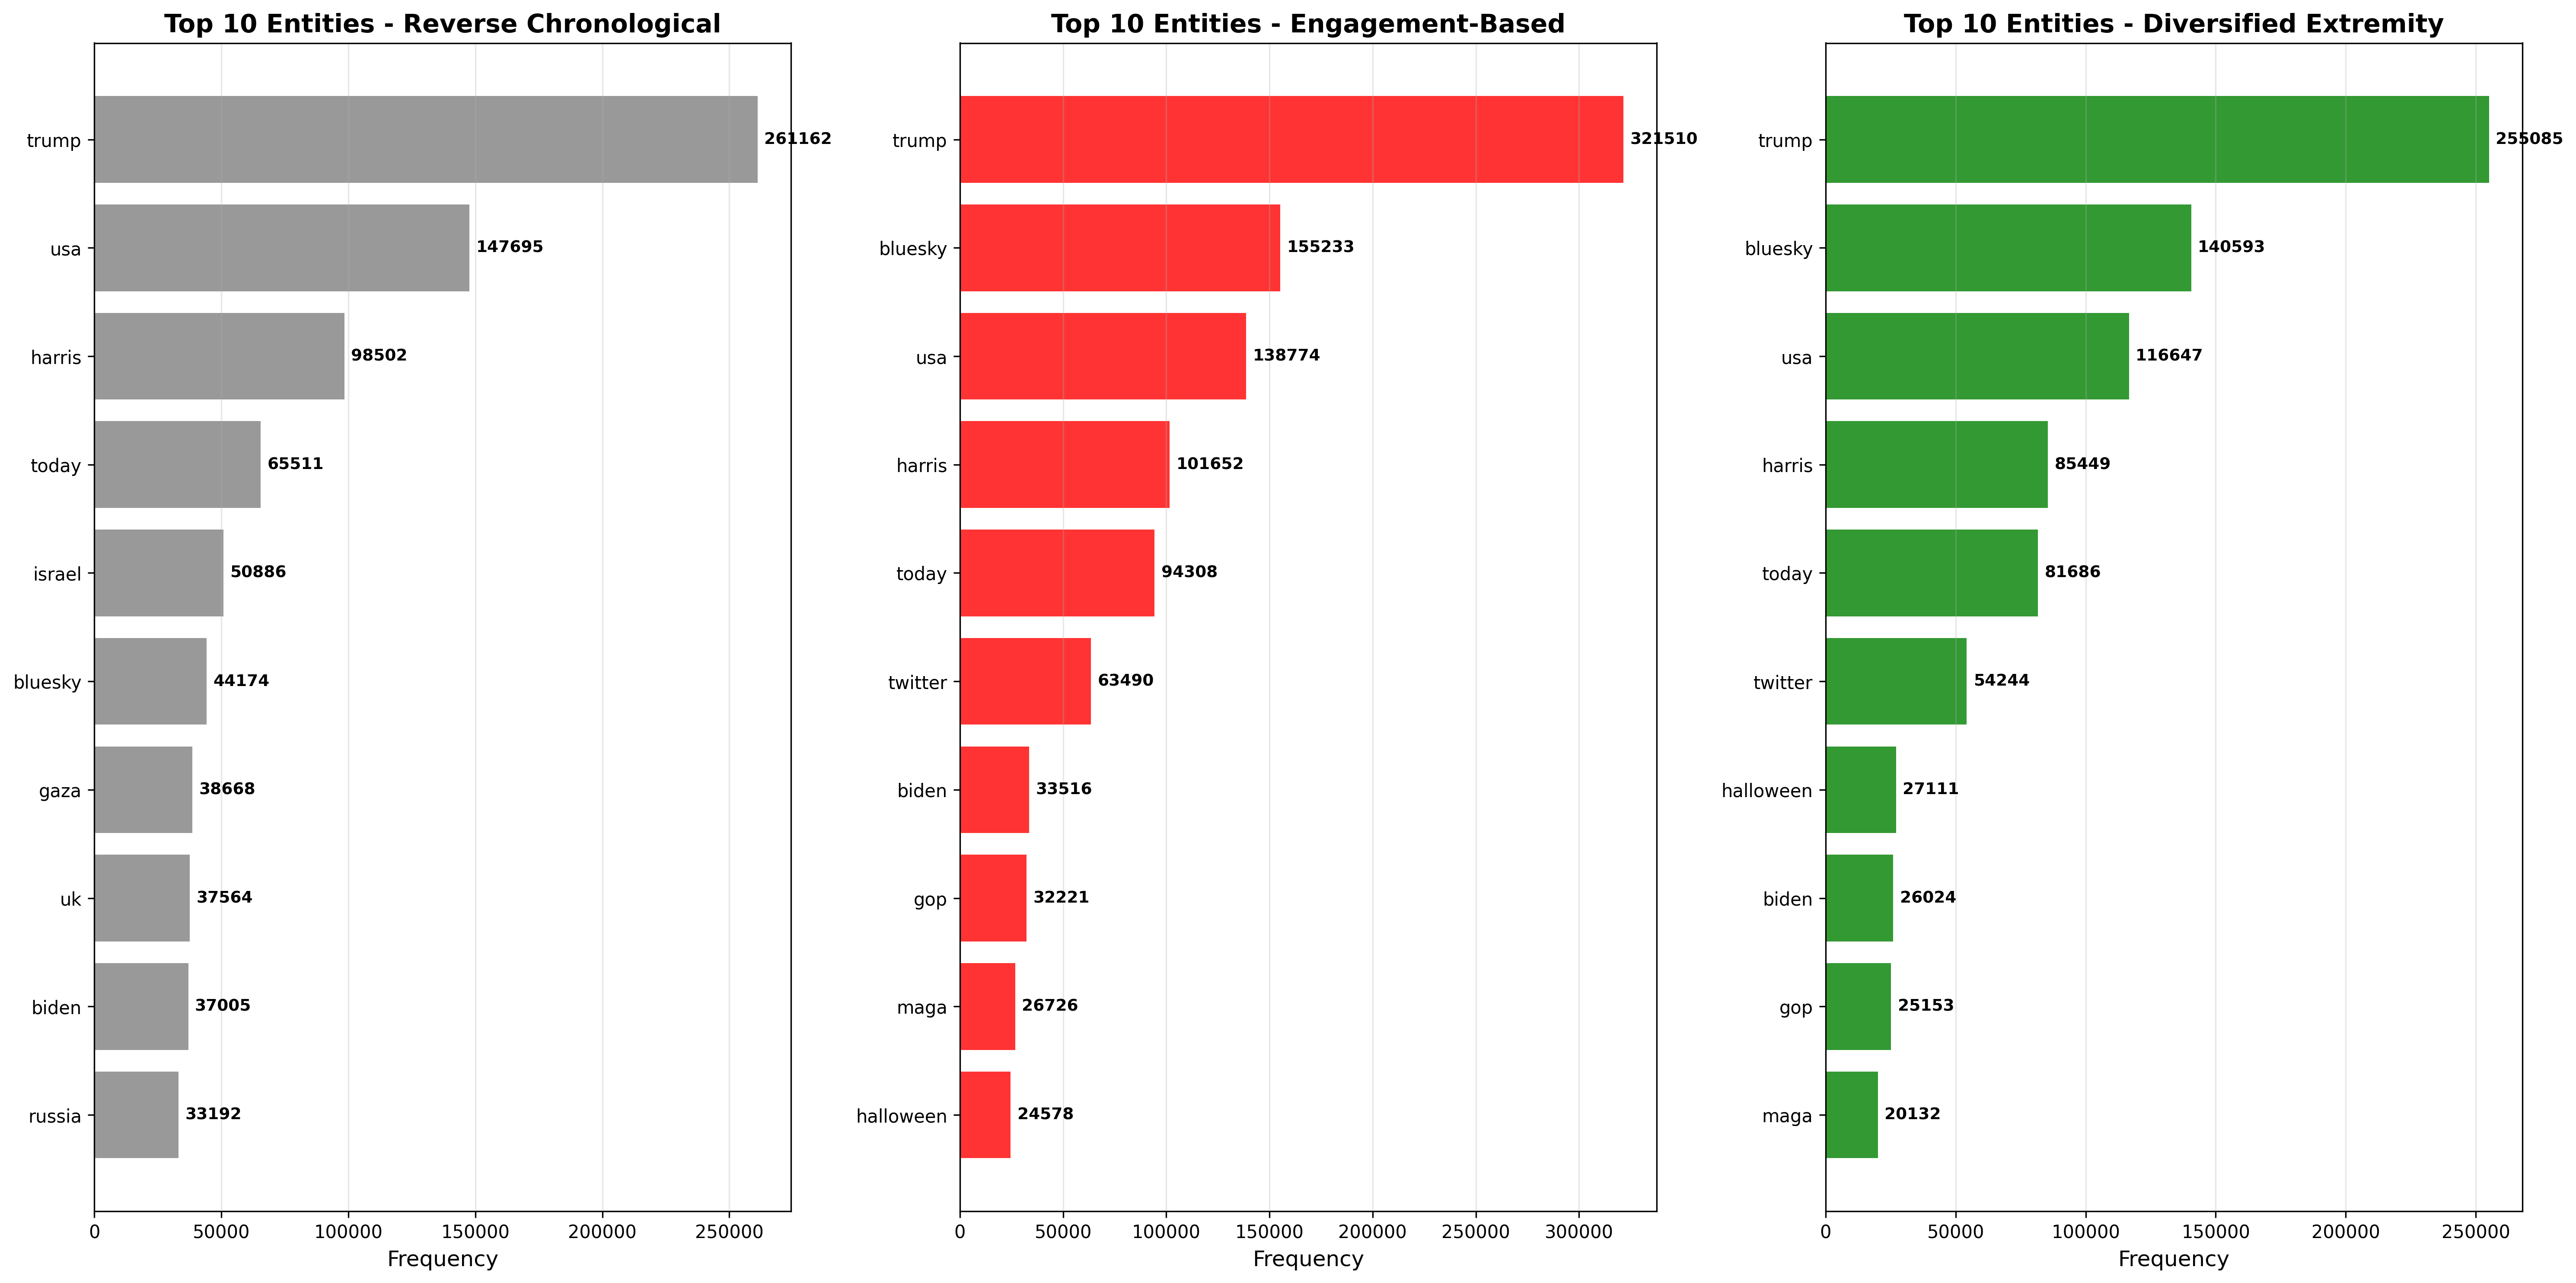 Top 10 Entities - Reverse Chronological
trump
261162
usa
147695
harris
98502
today
65511
israel
50886
bluesky
44174
gaza
38668
uk
37564
biden
37005
russia
33192
0
50000
100000
150000
200000
250000
Frequency
Top 10 Entities - Engagement-Based
trump
321510
bluesky
155233
usa
138774
harris
101652
today
94308
twitter
63490
biden
33516
gop
32221
maga
26726
halloween
24578
0
50000
100000
150000
200000
250000
300000
Frequency
Top 10 Entities - Diversified Extremity
trump
255085
bluesky
140593
usa
116647
harris
85449
today
81686
twitter
54244
halloween
27111
biden
26024
gop
25153
maga
20132
0
50000
100000
150000
200000
250000
Frequency